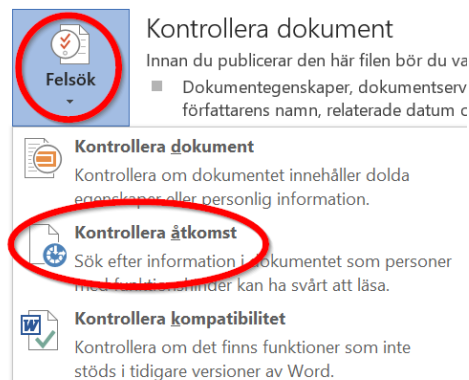 Kontrollera dokument
Innan du publicerar den här filen bör du va
Felsök
Dokumentegenskaper, dokumentserv
författarens namn, relaterade datum o
Kontrollera dokument
Kontrollera om dokumentet innehåller dolda
egenskaper eller personlig information.
Kontrollera åtkomst
Sök efter information i dokumentet som personer
med funktionshinder kan ha svårt att läsa.
Kontrollera kompatibilitet
Kontrollera om det finns funktioner som inte
stöds i tidigare versioner av Word.